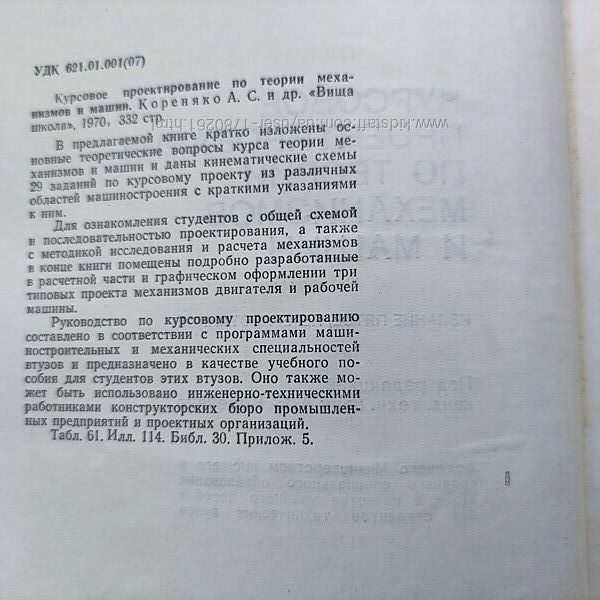 УДК 621.01.001(07)
Курсовое проектирование по теории меха-
низмов и машин. Кореняко А. С. и др. «Вища
школа», 1970, 332 стр.
В предлагаемой книге кратко изложены ос-
новные теоретические вопросы курса теории ме-
ханизмов и машин и даны кинематические схемы
29 заданий по курсовому проекту из различных
областей машиностроения с краткими указаниями
к ним.
Для ознакомления студентов с общей схемой
и последовательностью проектирования, а также
с методикой исследования и расчета механизмов
в конце книги помещены подробно разработанные
в расчетной части и графическом оформлении три
типовых проекта механизмов двигателя и рабочей
машины.
Руководство по курсовому проектированию
составлено в соответствии с программами маши-
ностроительных и механических специальностей
втузов и предназначено в качестве учебного по-
собия для студентов этих втузов. Оно также мо-
жет быть использовано инженерно-техническими
работниками конструкторских бюро промышлен-
ных предприятий и проектных организаций.
Табл. 61. Илл. 114. Библ. 30. Прилож. 5.